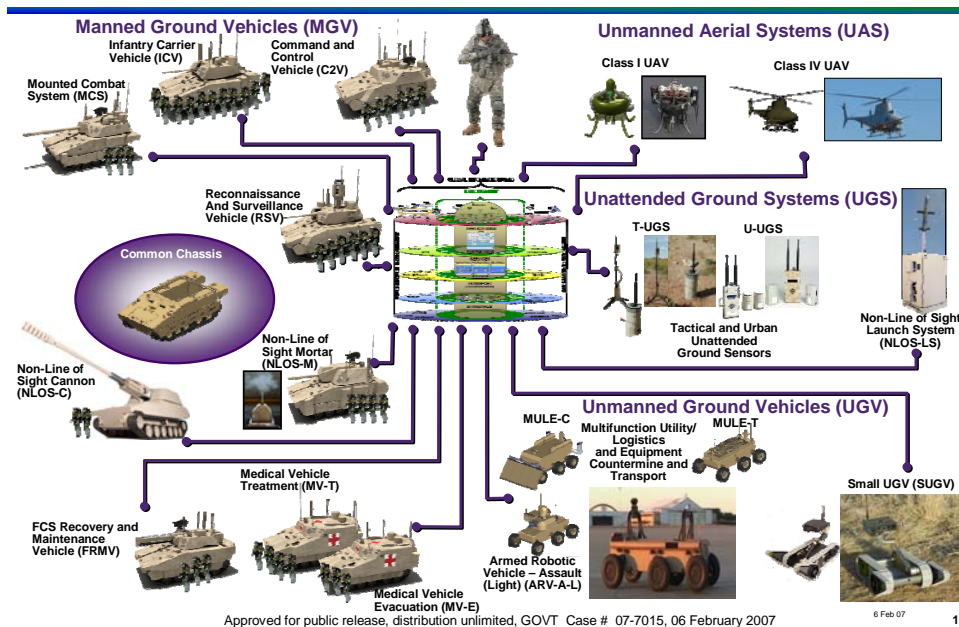 Manned Ground Vehicles (MGV)
Unmanned Aerial Systems (UAS)
Infantry Carrier
Vehicle (ICV)
Command and
Control
Vehicle (C2V)
Class I UAV
Class IV UAV
Mounted Combat
System (MCS)
Reconnaissance
And Surveillance
Vehicle (RSV)
Unattended Ground Systems (UGS)
T-UGS
U-UGS
Common Chassis
Tactical and Urban
Unattended
Ground Sensors
Non-Line of Sight
Launch System
(NLOS-LS)
Non-Line of
Sight Mortar
(NLOS-M)
Non-Line of
Sight Cannon
(NLOS-C)
Unmanned Ground Vehicles (UGV)
MULE-C
Multifunction Utility/
Logistics
and Equipment
Countermine and
Transport
MULE-T
Medical Vehicle
Treatment (MV-T)
Small UGV (SUGV)
FCS Recovery and
Maintenance
Vehicle (FRMV)
Armed Robotic
Vehicle – Assault
(Light) (ARV-A-L)
Medical Vehicle
Evacuation (MV-E)
6 Feb 07
Approved for public release, distribution unlimited, GOVT Case # 07-7015, 06 February 2007
1